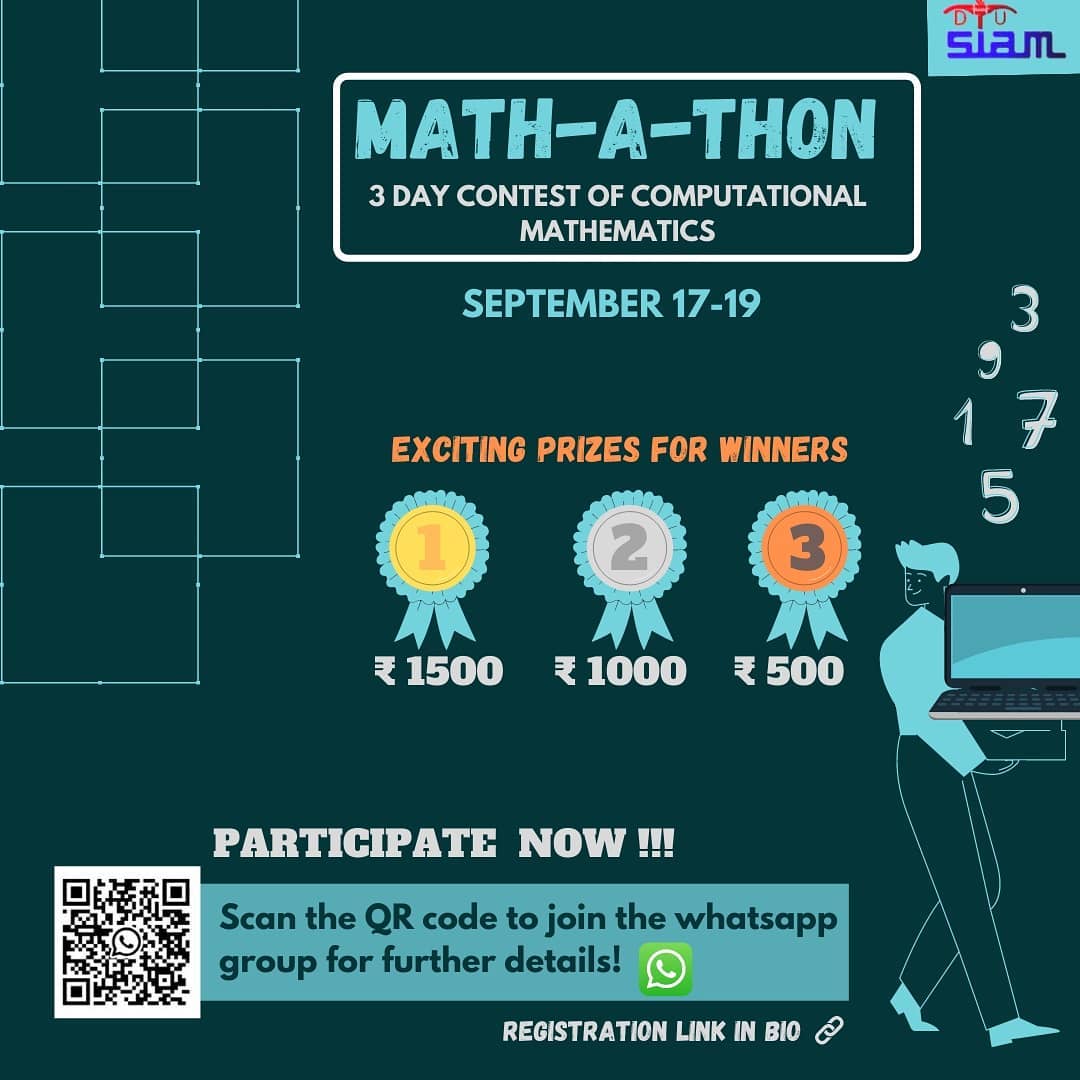 DTU
siam
MATH-A-THON
3 DAY CONTEST OF COMPUTATIONAL
MATHEMATICS
SEPTEMBER 17-19
3
9
1 7
5
EXCITING PRIZES FOR WINNERS
1 2 3
₹ 1500 ₹ 1000 ₹ 500
PARTICIPATE NOW !!!
Scan the QR code to join the whatsapp
group for further details!
REGISTRATION LINK IN BIO